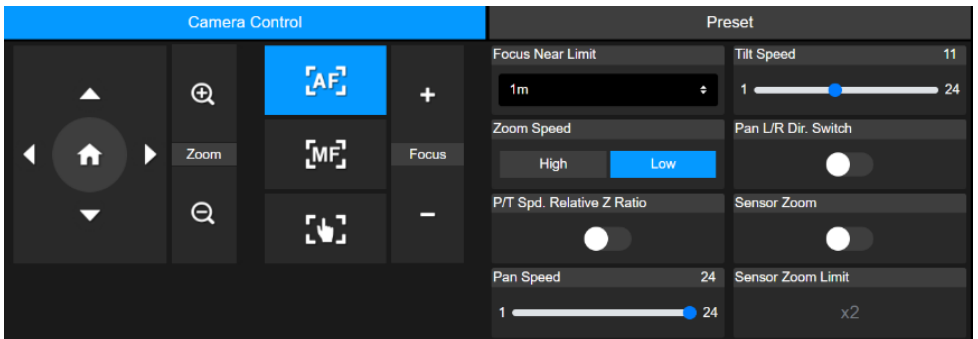 Camera Control
Preset
AF
MF
Zoom
Focus
+
−
Focus Near Limit
1m
Tilt Speed 11
1 24
Zoom Speed
High Low
Pan L/R Dir. Switch
P/T Spd. Relative Z Ratio
Sensor Zoom
Pan Speed 24
1 24
Sensor Zoom Limit
x2